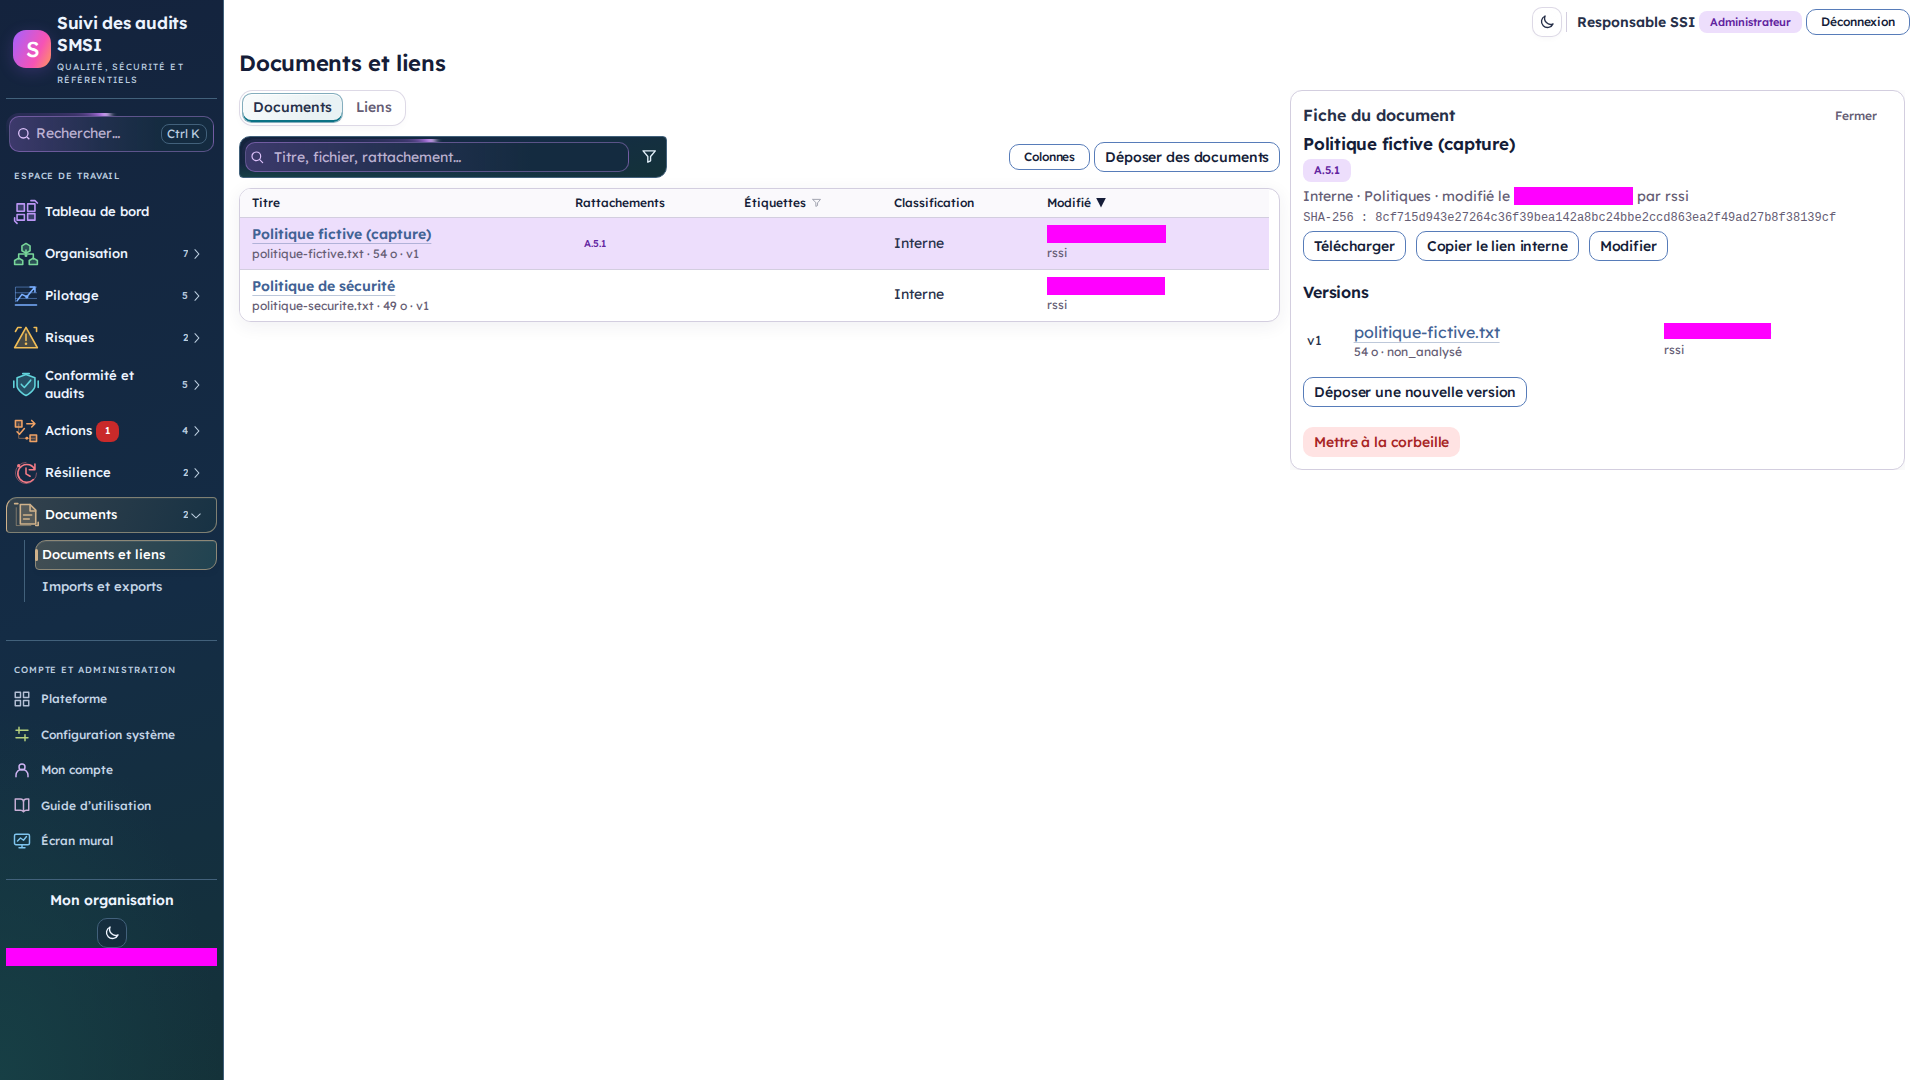 S
Suivi des audits
SMSI
QUALITÉ, SÉCURITÉ ET
RÉFÉRENTIELS
Rechercher...
Ctrl K
ESPACE DE TRAVAIL
Tableau de bord
Organisation 7
Pilotage 5
Risques 2
Conformité et
audits 5
Actions 1 4
Résilience 2
Documents 2
Documents et liens
Imports et exports
COMPTE ET ADMINISTRATION
Plateforme
Configuration système
Mon compte
Guide d'utilisation
Écran mural
Mon organisation
Responsable SSI Administrateur Déconnexion
Documents et liens
Documents Liens
Titre, fichier, rattachement...
Colonnes Déposer des documents
Titre Rattachements Étiquettes Classification Modifié ▼
Politique fictive (capture)
politique-fictive.txt · 54 o · v1
A.5.1
Interne
rssi
Politique de sécurité
politique-securite.txt · 49 o · v1
Interne
rssi
Fiche du document Fermer
Politique fictive (capture)
A.5.1
Interne · Politiques · modifié le par rssi
SHA-256 : 8cf715d943e27264c36f39bea142a8bc24bbe2ccd863ea2f49ad27b8f38139cf
Télécharger Copier le lien interne Modifier
Versions
v1
politique-fictive.txt
54 o · non_analysé
rssi
Déposer une nouvelle version
Mettre à la corbeille